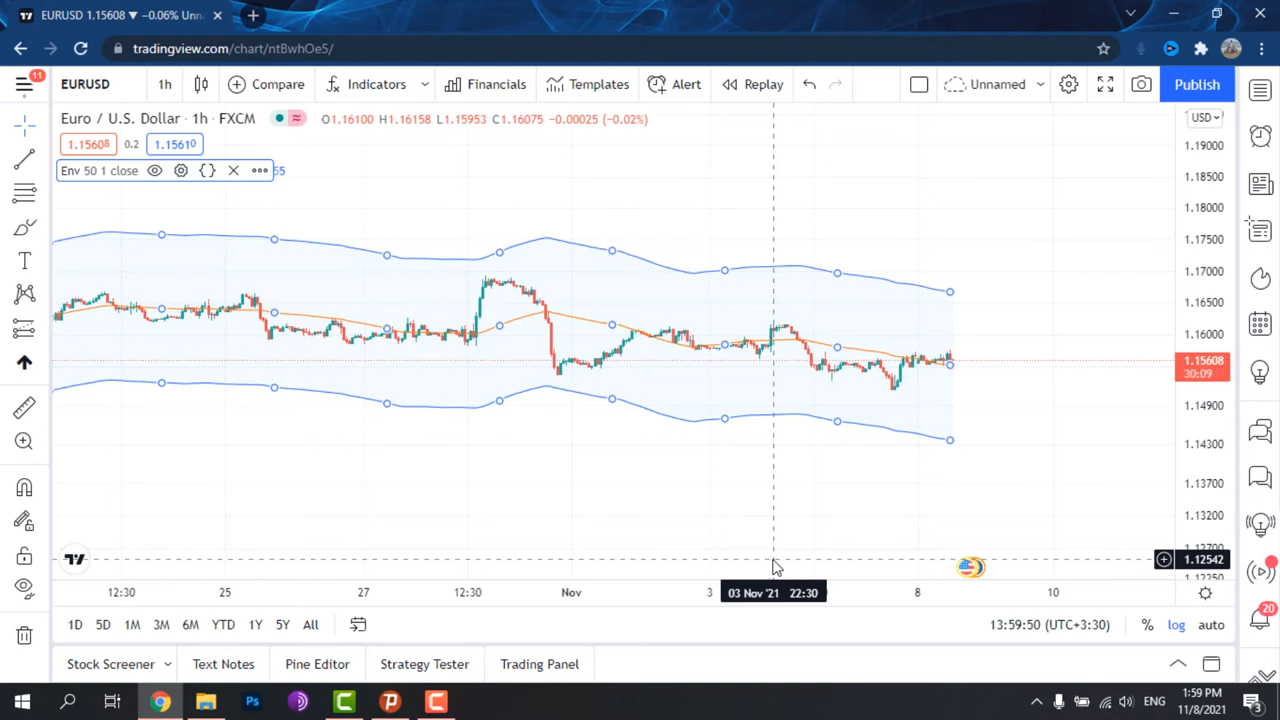 EURUSD 1.15608 ▼ −0.06% Unn
tradingview.com/chart/ntBwhOe5/
11
EURUSD
1h
Compare
Indicators
Financials
Templates
Alert
Replay
Unnamed
Publish
Euro / U.S. Dollar · 1h · FXCM
O1.16100 H1.16158 L1.15953 C1.16075 −0.00025 (−0.02%)
USD
1.15608
0.2
1.15610
Env 50 1 close
55
1.19000
1.18500
1.18000
1.17500
1.17000
1.16500
1.16000
1.15608
30:09
1.14900
1.14300
1.13700
1.13200
1.12542
12:30
25
27
12:30
Nov
3
03 Nov '21 22:30
8
10
1D
5D
1M
3M
6M
YTD
1Y
5Y
All
13:59:50 (UTC+3:30)
%
log
auto
20
Stock Screener
Text Notes
Pine Editor
Strategy Tester
Trading Panel
Ps
ENG
1:59 PM
11/8/2021
3